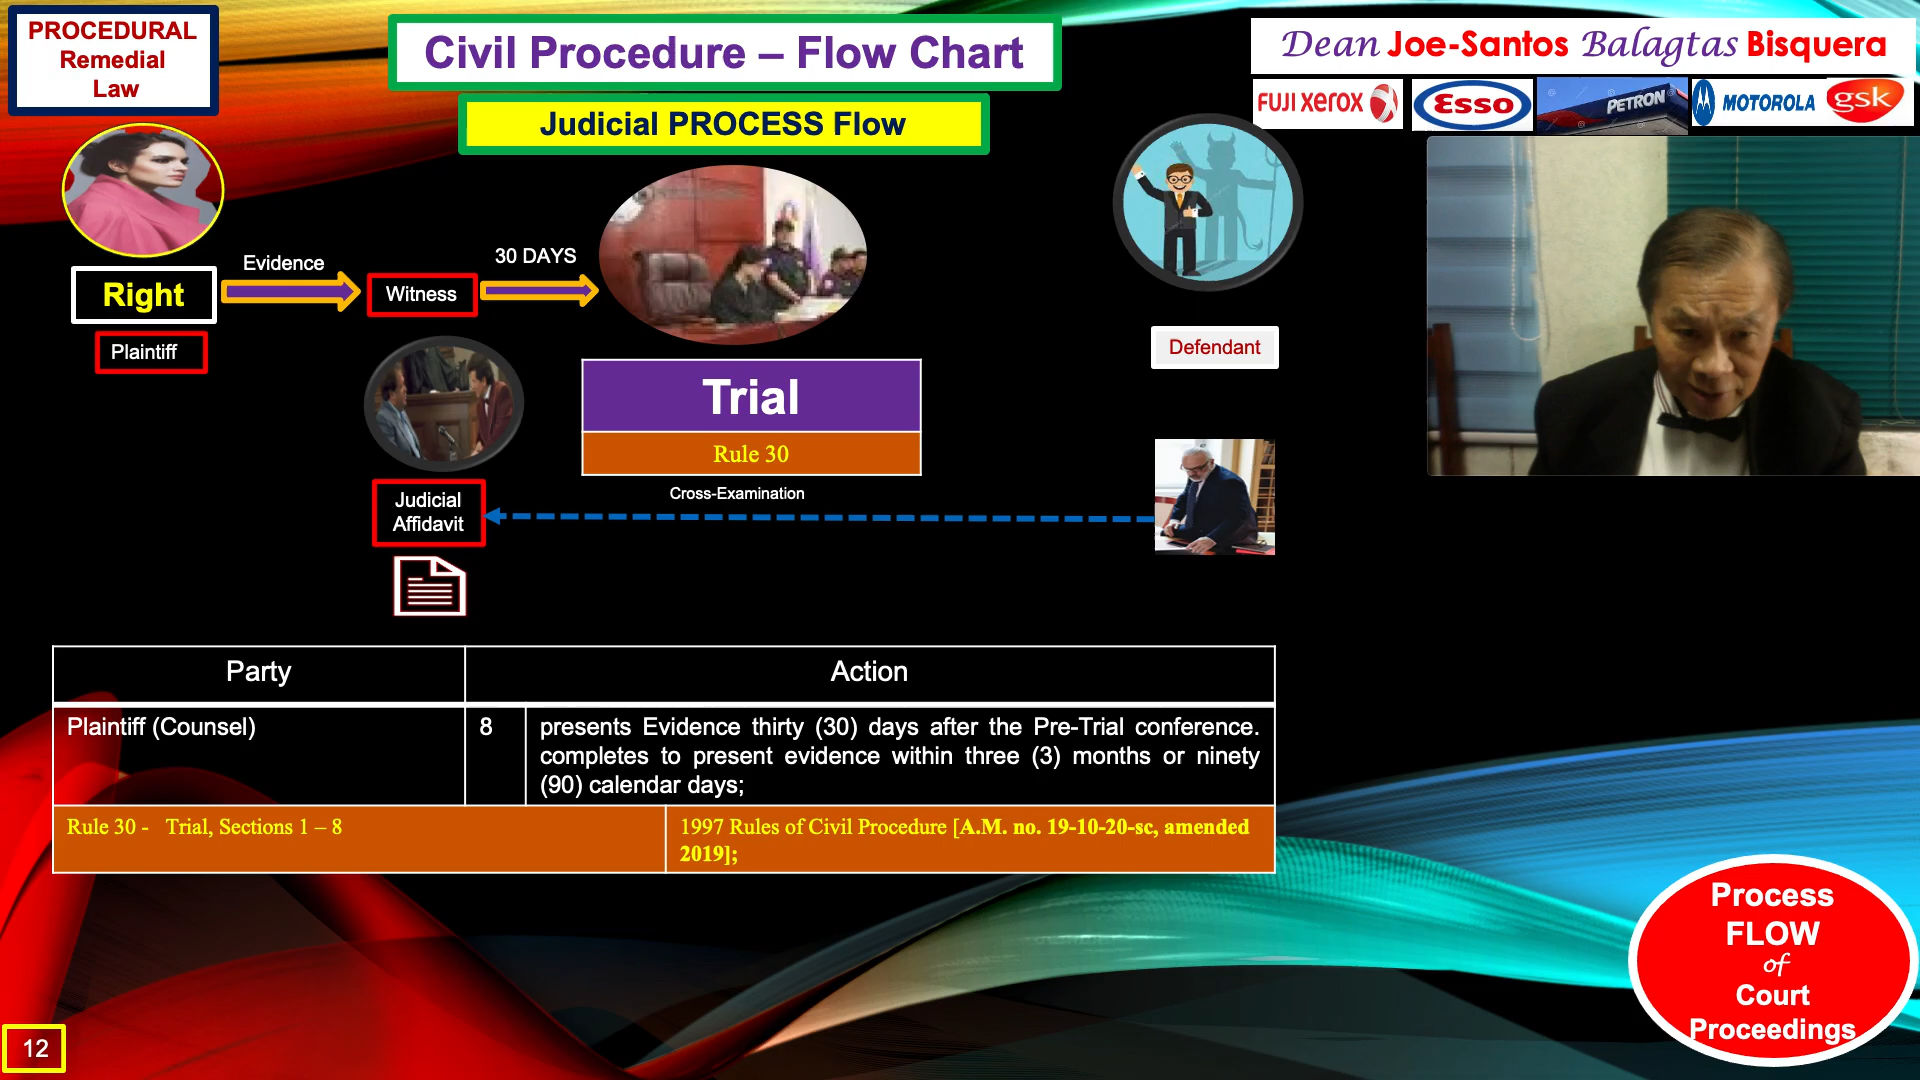 PROCEDURAL
Remedial
Law
Civil Procedure – Flow Chart
Judicial PROCESS Flow
Dean Joe-Santos Balagtas Bisquera
FUJI xerox
Esso
PETRON
MOTOROLA
gsk
Evidence
30 DAYS
Right
Witness
Plaintiff
Defendant
Trial
Rule 30
Cross-Examination
Judicial
Affidavit
Party
Action
Plaintiff (Counsel)
8
presents Evidence thirty (30) days after the Pre-Trial conference.
completes to present evidence within three (3) months or ninety
(90) calendar days;
Rule 30 - Trial, Sections 1 – 8
1997 Rules of Civil Procedure [A.M. no. 19-10-20-sc, amended
2019];
Process
FLOW
of
Court
Proceedings
12